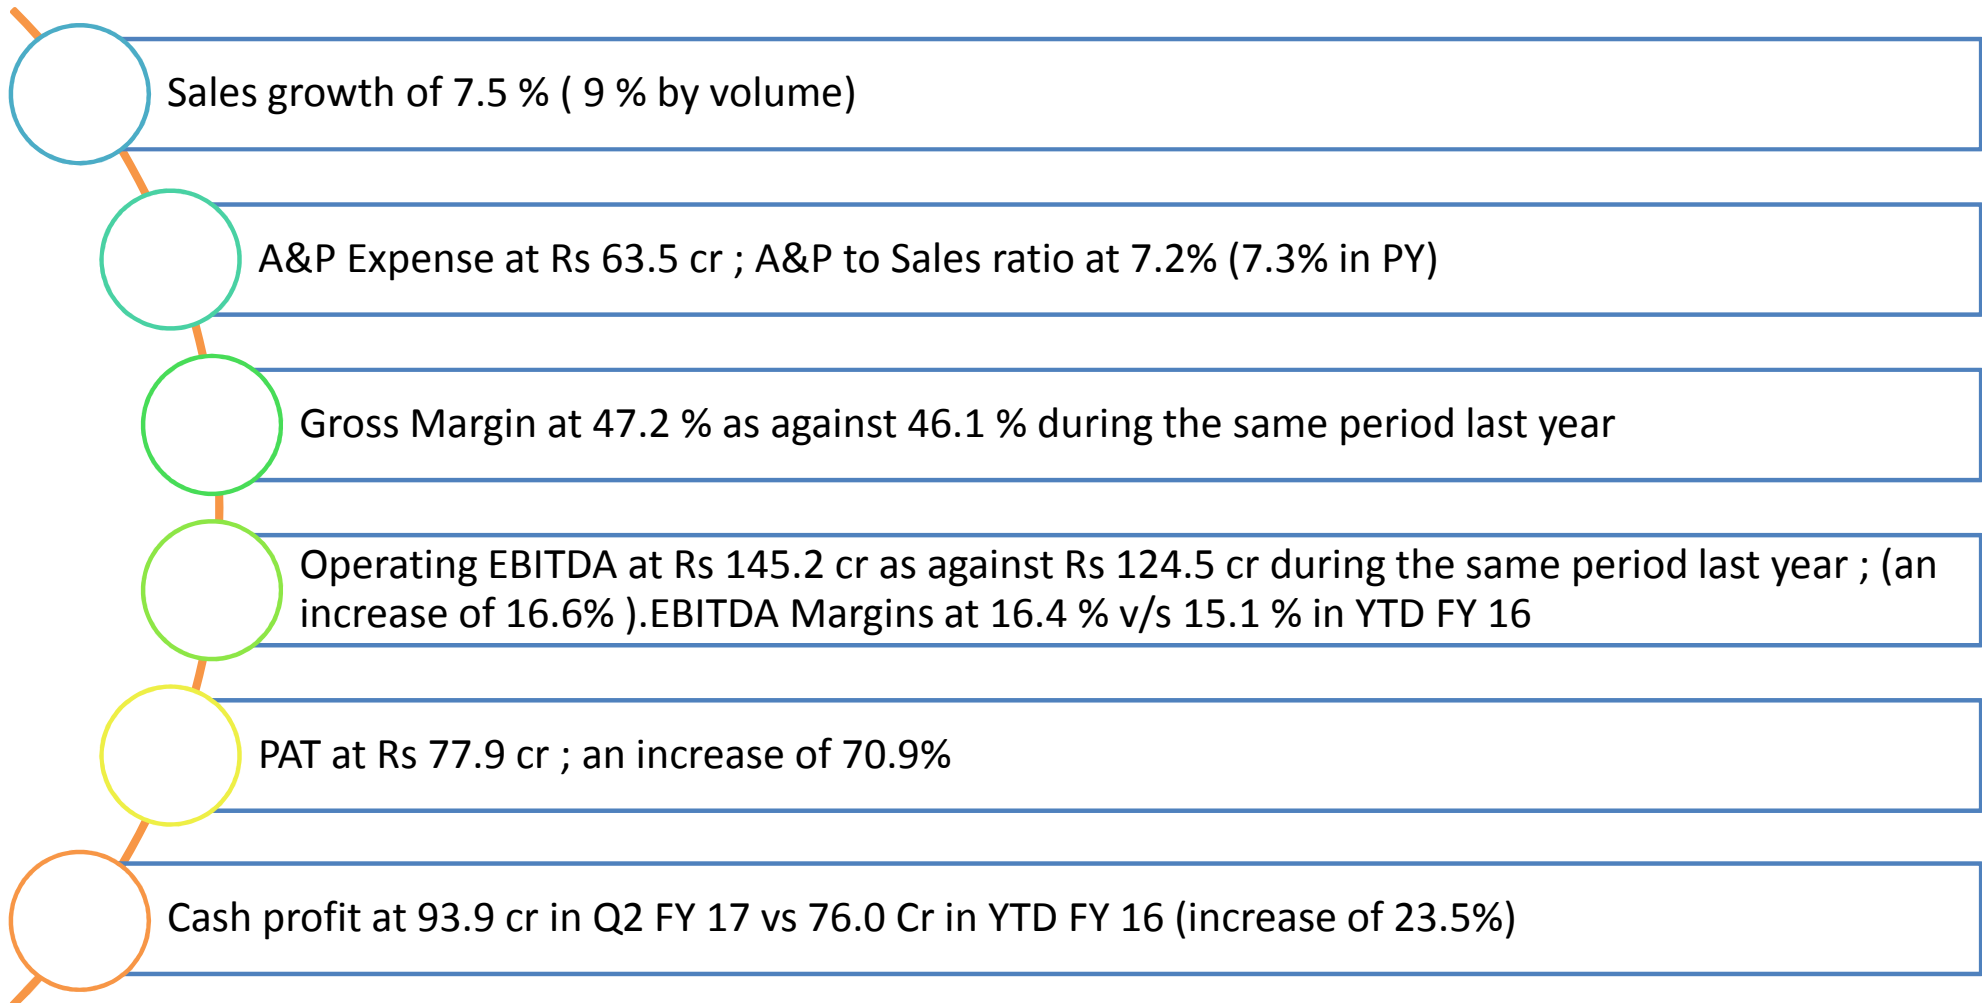 Sales growth of 7.5 % ( 9 % by volume)
A&P Expense at Rs 63.5 cr ; A&P to Sales ratio at 7.2% (7.3% in PY)
Gross Margin at 47.2 % as against 46.1 % during the same period last year
Operating EBITDA at Rs 145.2 cr as against Rs 124.5 cr during the same period last year ; (an
increase of 16.6% ).EBITDA Margins at 16.4 % v/s 15.1 % in YTD FY 16
PAT at Rs 77.9 cr ; an increase of 70.9%
Cash profit at 93.9 cr in Q2 FY 17 vs 76.0 Cr in YTD FY 16 (increase of 23.5%)